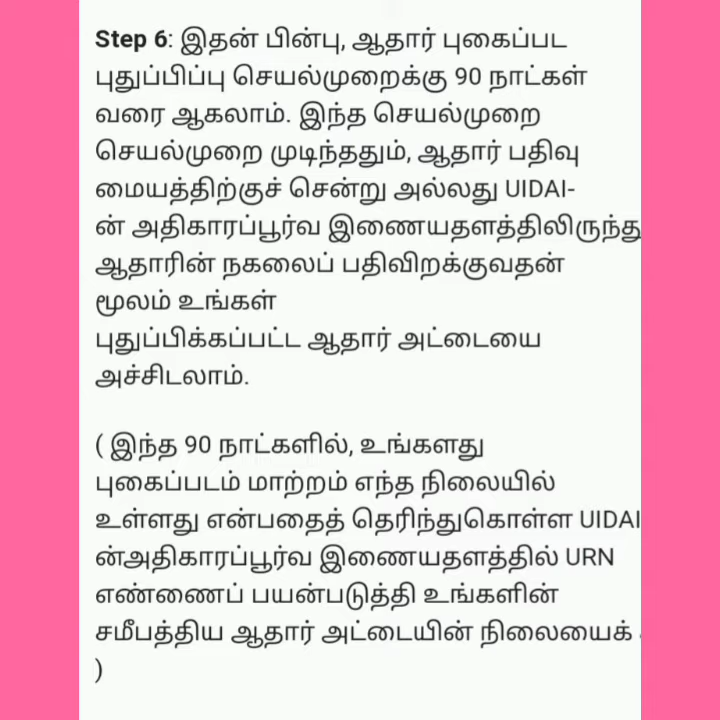 Step 6: இதன் பின்பு, ஆதார் புகைப்பட
புதுப்பிப்பு செயல்முறைக்கு 90 நாட்கள்
வரை ஆகலாம். இந்த செயல்முறை
செயல்முறை முடிந்ததும், ஆதார் பதிவு
மையத்திற்குச் சென்று அல்லது UIDAI-
ன் அதிகாரப்பூர்வ இணையதளத்திலிருந்து
ஆதாரின் நகலைப் பதிவிறக்குவதன்
மூலம் உங்கள்
புதுப்பிக்கப்பட்ட ஆதார் அட்டையை
அச்சிடலாம்.
( இந்த 90 நாட்களில், உங்களது
புகைப்படம் மாற்றம் எந்த நிலையில்
உள்ளது என்பதைத் தெரிந்துகொள்ள UIDAI
ன்அதிகாரப்பூர்வ இணையதளத்தில் URN
எண்ணைப் பயன்படுத்தி உங்களின்
சமீபத்திய ஆதார் அட்டையின் நிலையைக்
)